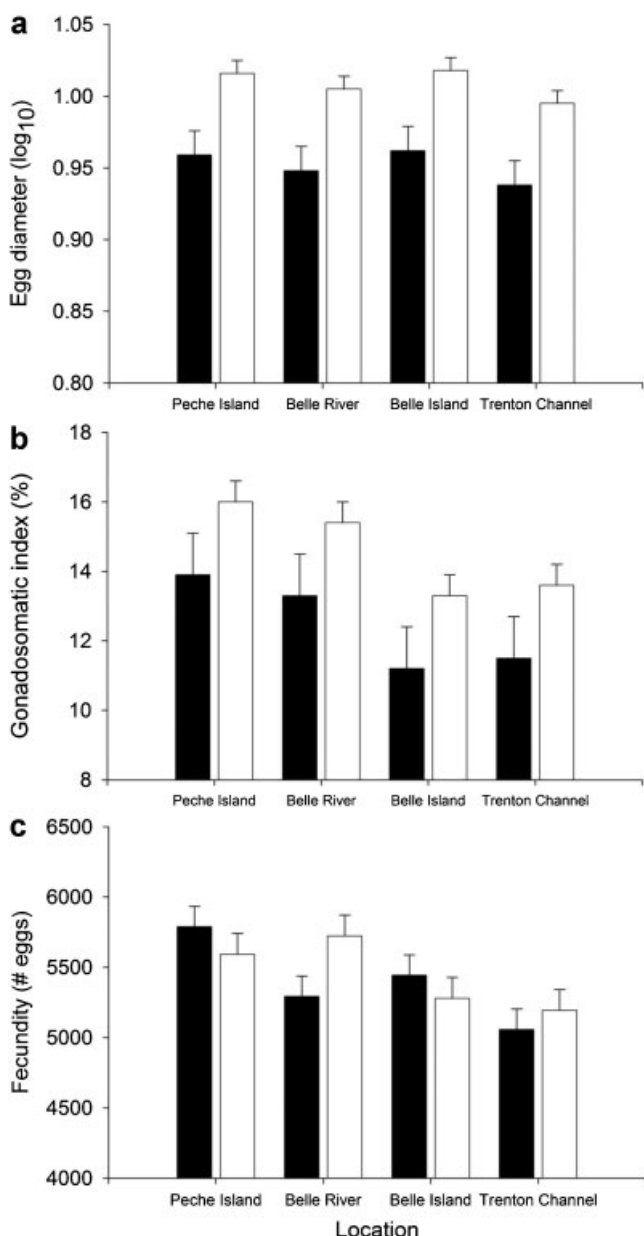 a
Egg diameter (log10)
1.05
1.00
0.95
0.90
0.85
0.80
Peche Island Belle River Belle Island Trenton Channel
b
Gonadosomatic index (%)
18
16
14
12
10
8
Peche Island Belle River Belle Island Trenton Channel
c
Fecundity (# eggs)
6500
6000
5500
5000
4500
4000
Peche Island Belle River Belle Island Trenton Channel
Location